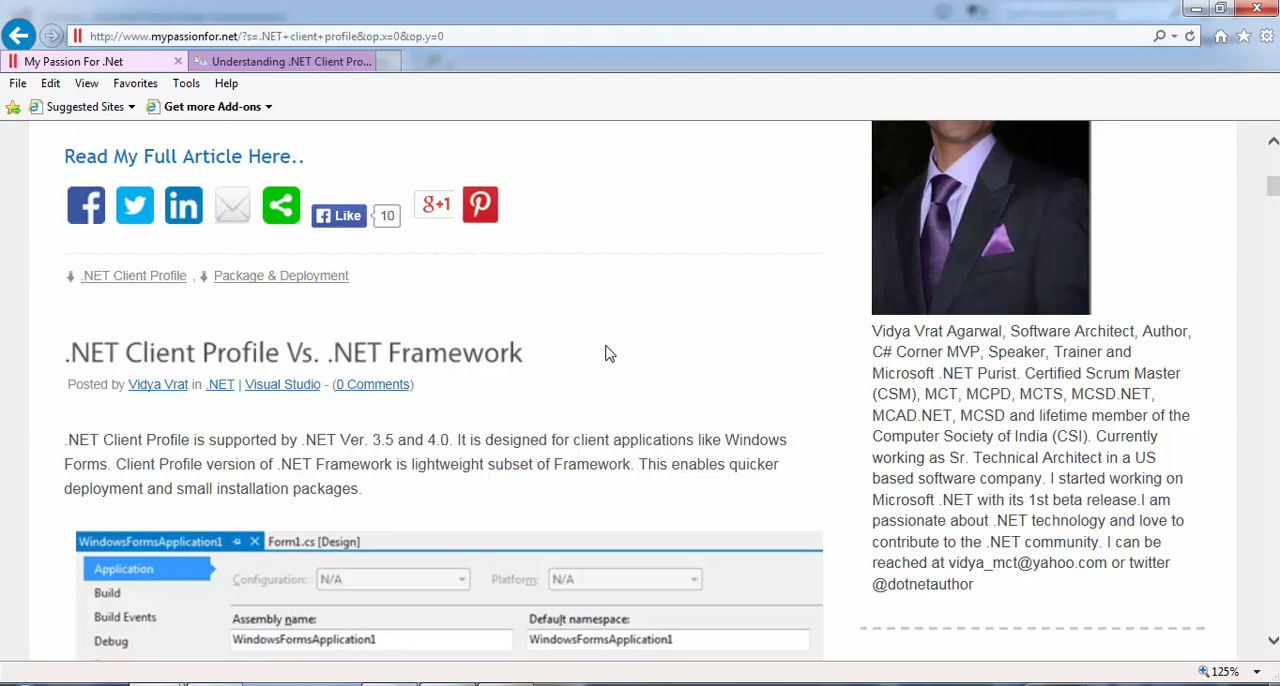 http://www.mypassionfor.net/?s=.NET+client+profile&op.x=0&op.y=0
My Passion For .Net
Understanding .NET Client Pro...
File Edit View Favorites Tools Help
Suggested Sites
Get more Add-ons
Read My Full Article Here..
Like 10
g+1
.NET Client Profile , Package & Deployment
.NET Client Profile Vs. .NET Framework
Posted by Vidya Vrat in .NET | Visual Studio - (0 Comments)
.NET Client Profile is supported by .NET Ver. 3.5 and 4.0. It is designed for client applications like Windows
Forms. Client Profile version of .NET Framework is lightweight subset of Framework. This enables quicker
deployment and small installation packages.
WindowsFormsApplication1
Form1.cs [Design]
Application
Build
Build Events
Debug
Configuration: N/A
Platform: N/A
Assembly name:
WindowsFormsApplication1
Default namespace:
WindowsFormsApplication1
Vidya Vrat Agarwal, Software Architect, Author,
C# Corner MVP, Speaker, Trainer and
Microsoft .NET Purist. Certified Scrum Master
(CSM), MCT, MCPD, MCTS, MCSD.NET,
MCAD.NET, MCSD and lifetime member of the
Computer Society of India (CSI). Currently
working as Sr. Technical Architect in a US
based software company. I started working on
Microsoft .NET with its 1st beta release.I am
passionate about .NET technology and love to
contribute to the .NET community. I can be
reached at vidya_mct@yahoo.com or twitter
@dotnetauthor
125%